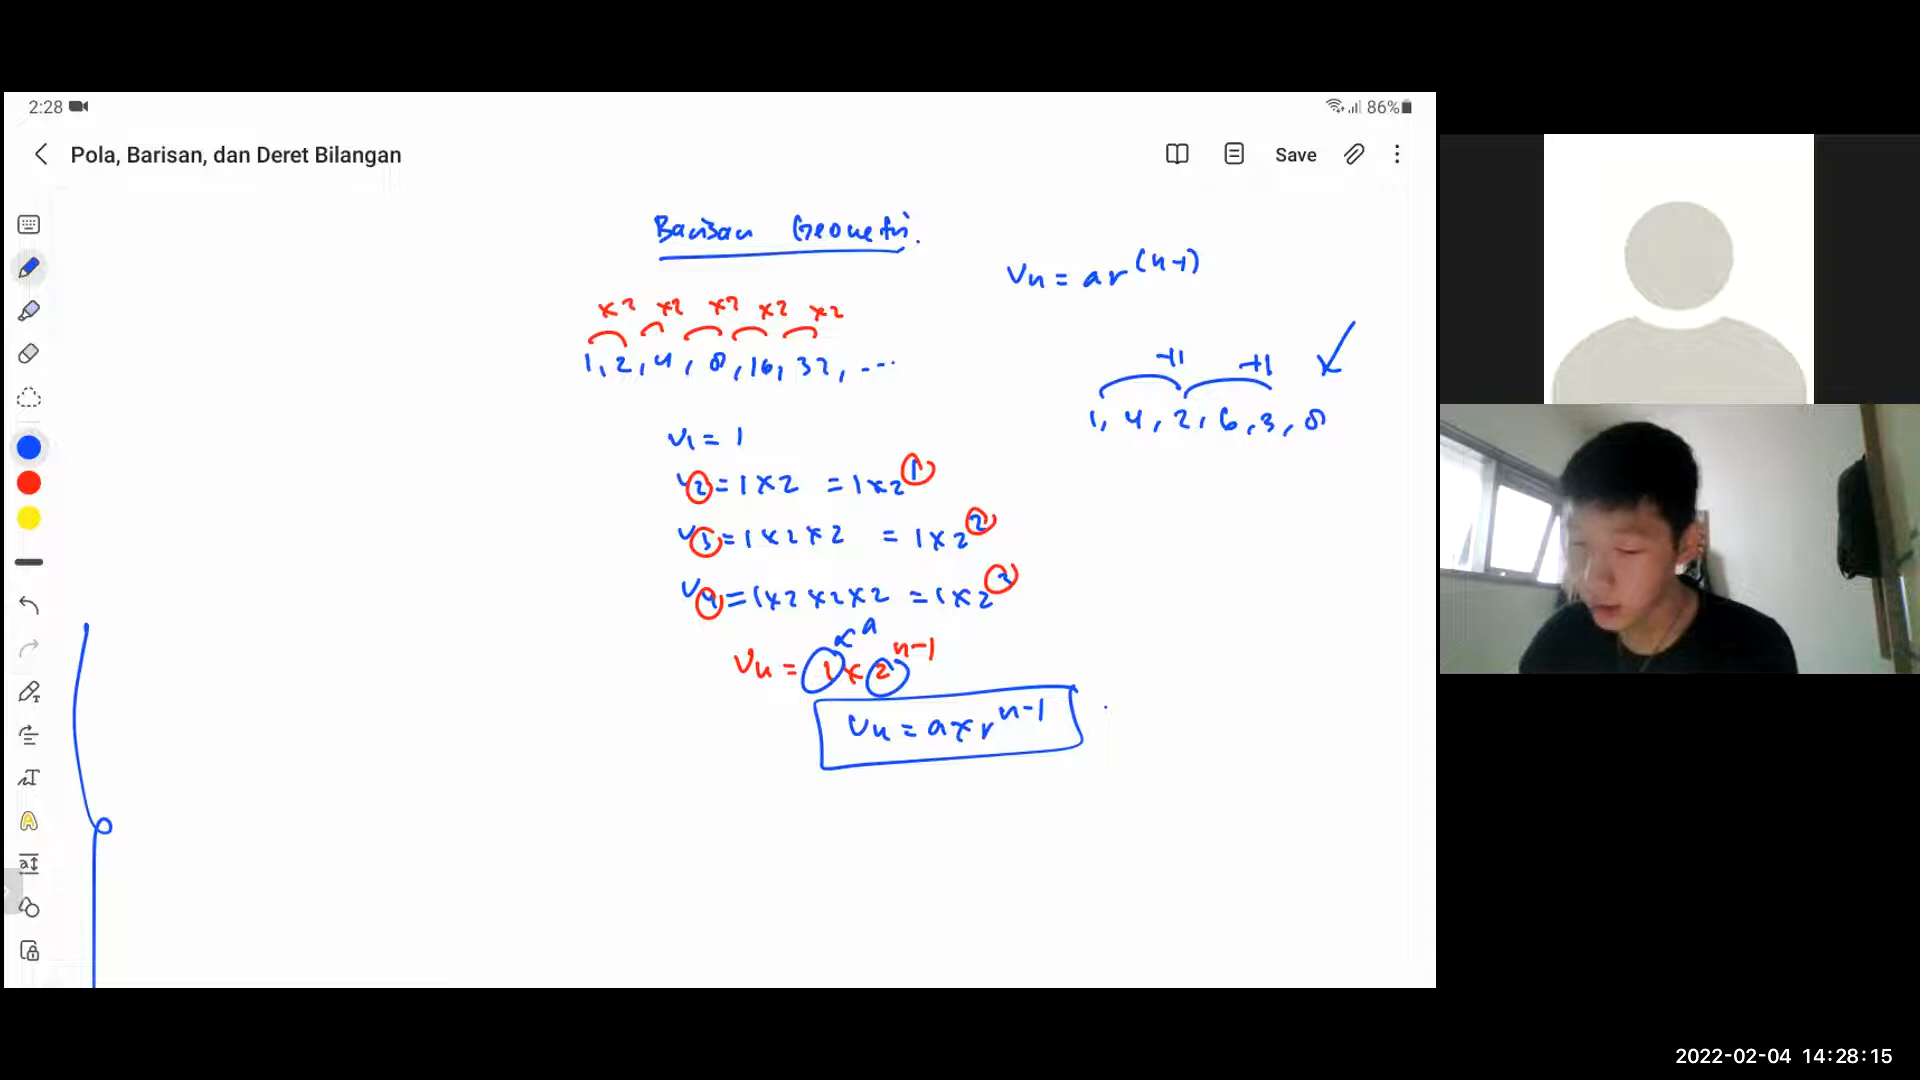 2:28
86%
Pola, Barisan, dan Deret Bilangan
Save
Barisan Geometri.
Un = ar(n-1)
x2 x2 x2 x2 x2
1, 2, 4, 8, 16, 32, ...
+1 +1
1, 4, 2, 6, 3, 8
U1 = 1
U2 = 1 x 2 = 1 x 2^1
U3 = 1 x 2 x 2 = 1 x 2^2
U4 = 1 x 2 x 2 x 2 = 1 x 2^3
a
Un = 1 x 2^n-1
Un = a x r^n-1
2022-02-04 14:28:15